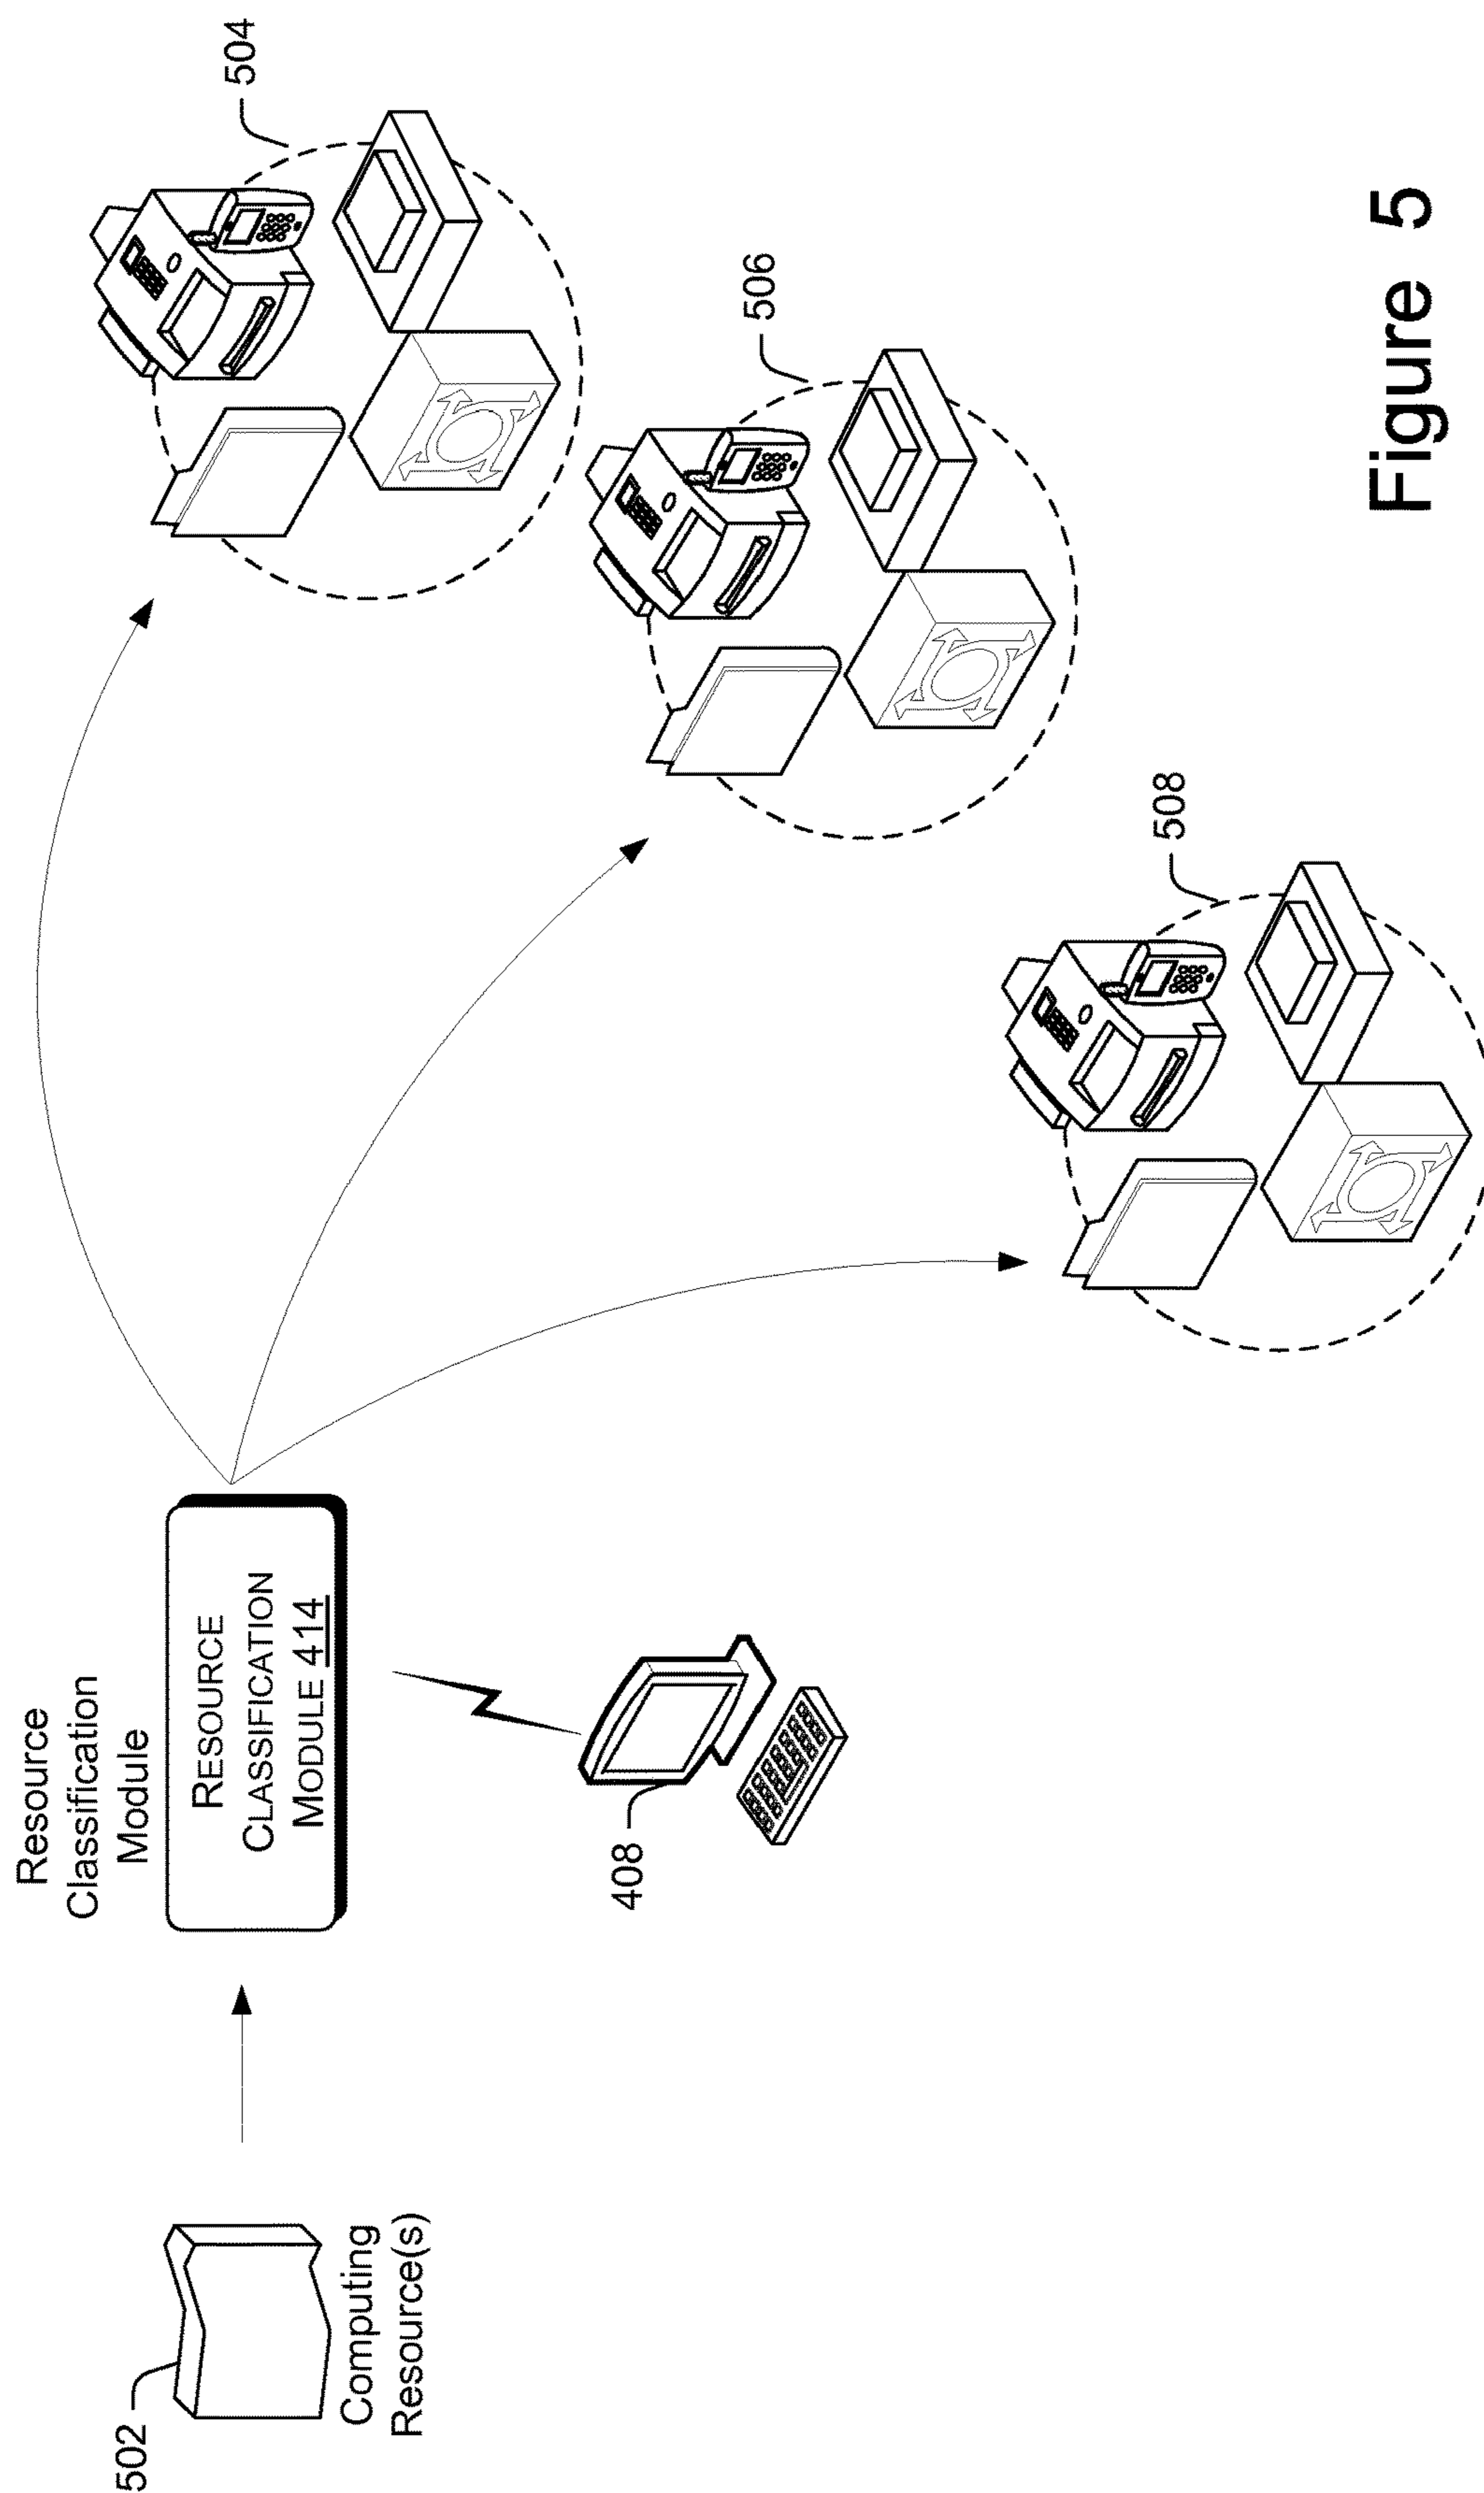 502
Computing
Resource(s)
Resource
Classification
Module
RESOURCE
CLASSIFICATION
MODULE 414
408
504
506
508
Figure 5